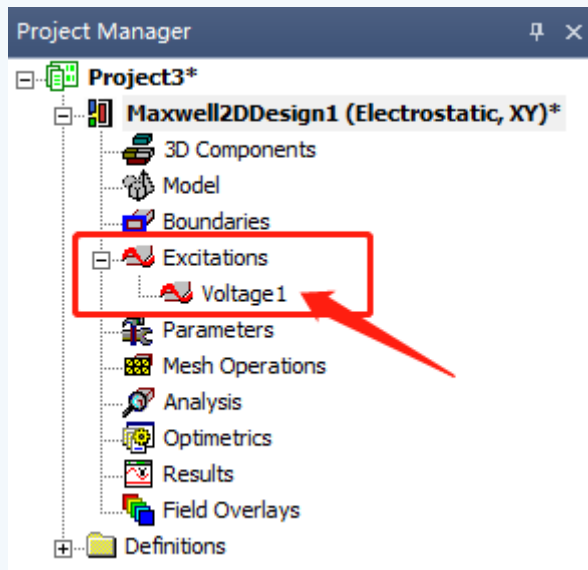 Project Manager
Project3*
Maxwell2DDesign1 (Electrostatic, XY)*
3D Components
Model
Boundaries
Excitations
Voltage1
Parameters
Mesh Operations
Analysis
Optimetrics
Results
Field Overlays
Definitions